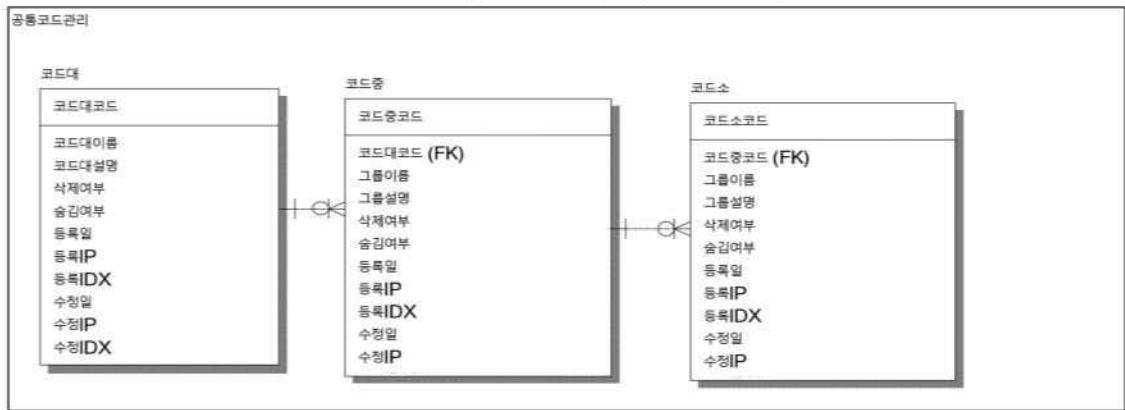 공통코드관리
코드대
코드대코드
코드대이름
코드대설명
삭제여부
숨김여부
등록일
등록IP
등록IDX
수정일
수정IP
수정IDX
코드중
코드중코드
코드대코드 (FK)
그룹이름
그룹설명
삭제여부
숨김여부
등록일
등록IP
등록IDX
수정일
수정IP
코드소
코드소코드
코드중코드 (FK)
그룹이름
그룹설명
삭제여부
숨김여부
등록일
등록IP
등록IDX
수정일
수정IP